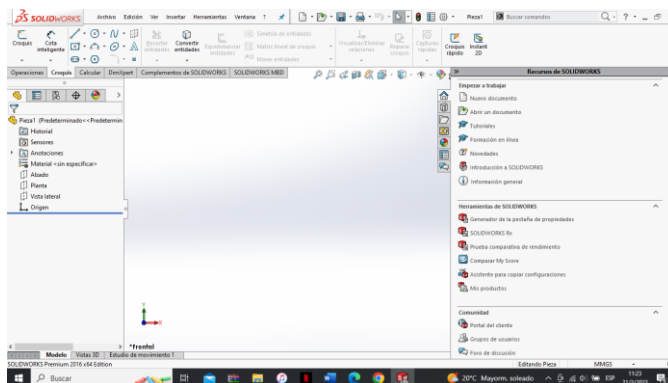 SOLIDWORKS Archivo Edición Ver Insertar Herramientas Ventana ? Pieza1 Buscar comandos
Croquis Cota inteligente Recortar entidades Convertir entidades Equidistanciar entidades Simetría de entidades Visualizar/Eliminar relaciones Reparar croquis Capturas rápidas Croquis rápido Instant 2D
Matriz lineal de croquis
Mover entidades
Operaciones Croquis Calcular DimXpert Complementos de SOLIDWORKS SOLIDWORKS MBD
Recursos de SOLIDWORKS
Empezar a trabajar
Nuevo documento
Abrir un documento
Tutoriales
Formación en línea
Novedades
Introducción a SOLIDWORKS
Información general
Herramientas de SOLIDWORKS
Generador de la pestaña de propiedades
SOLIDWORKS Rx
Prueba comparativa de rendimiento
Comparar My Score
Asistente para copiar configuraciones
Mis productos
Comunidad
Portal del cliente
Grupos de usuarios
Foro de discusión
Pieza1 (Predeterminado<<Predetermin
Historial
Sensores
Anotaciones
Material <sin especificar>
Alzado
Planta
Vista lateral
Origen
*Frontal
Modelo Vistas 3D Estudio de movimiento 1
SOLIDWORKS Premium 2016 x64 Edition Editando Pieza MMGS
Buscar 20°C Mayorm. soleado ESP 11:23